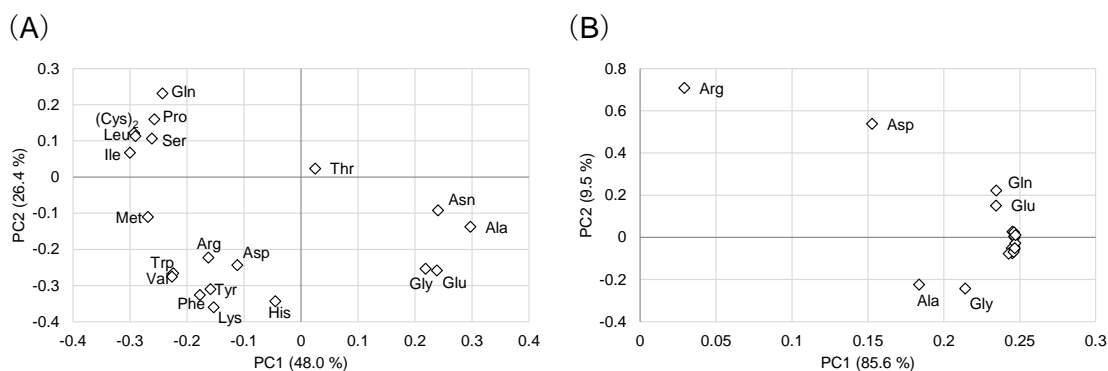 (A)
0.3
0.2
0.1
0
-0.1
-0.2
-0.3
-0.4
-0.4
-0.3
-0.2
-0.1
0
0.1
0.2
0.3
0.4
PC2 (26.4 %)
PC1 (48.0 %)
Gln
Pro
(Cys)2
Leu
Ser
Ile
Thr
Met
Asn
Ala
Arg
Asp
Trp
Val
Gly
Glu
Tyr
Phe
Lys
His
(B)
0.8
0.6
0.4
0.2
0
-0.2
-0.4
0
0.05
0.1
0.15
0.2
0.25
0.3
PC2 (9.5 %)
PC1 (85.6 %)
Arg
Asp
Gln
Glu
Ala
Gly